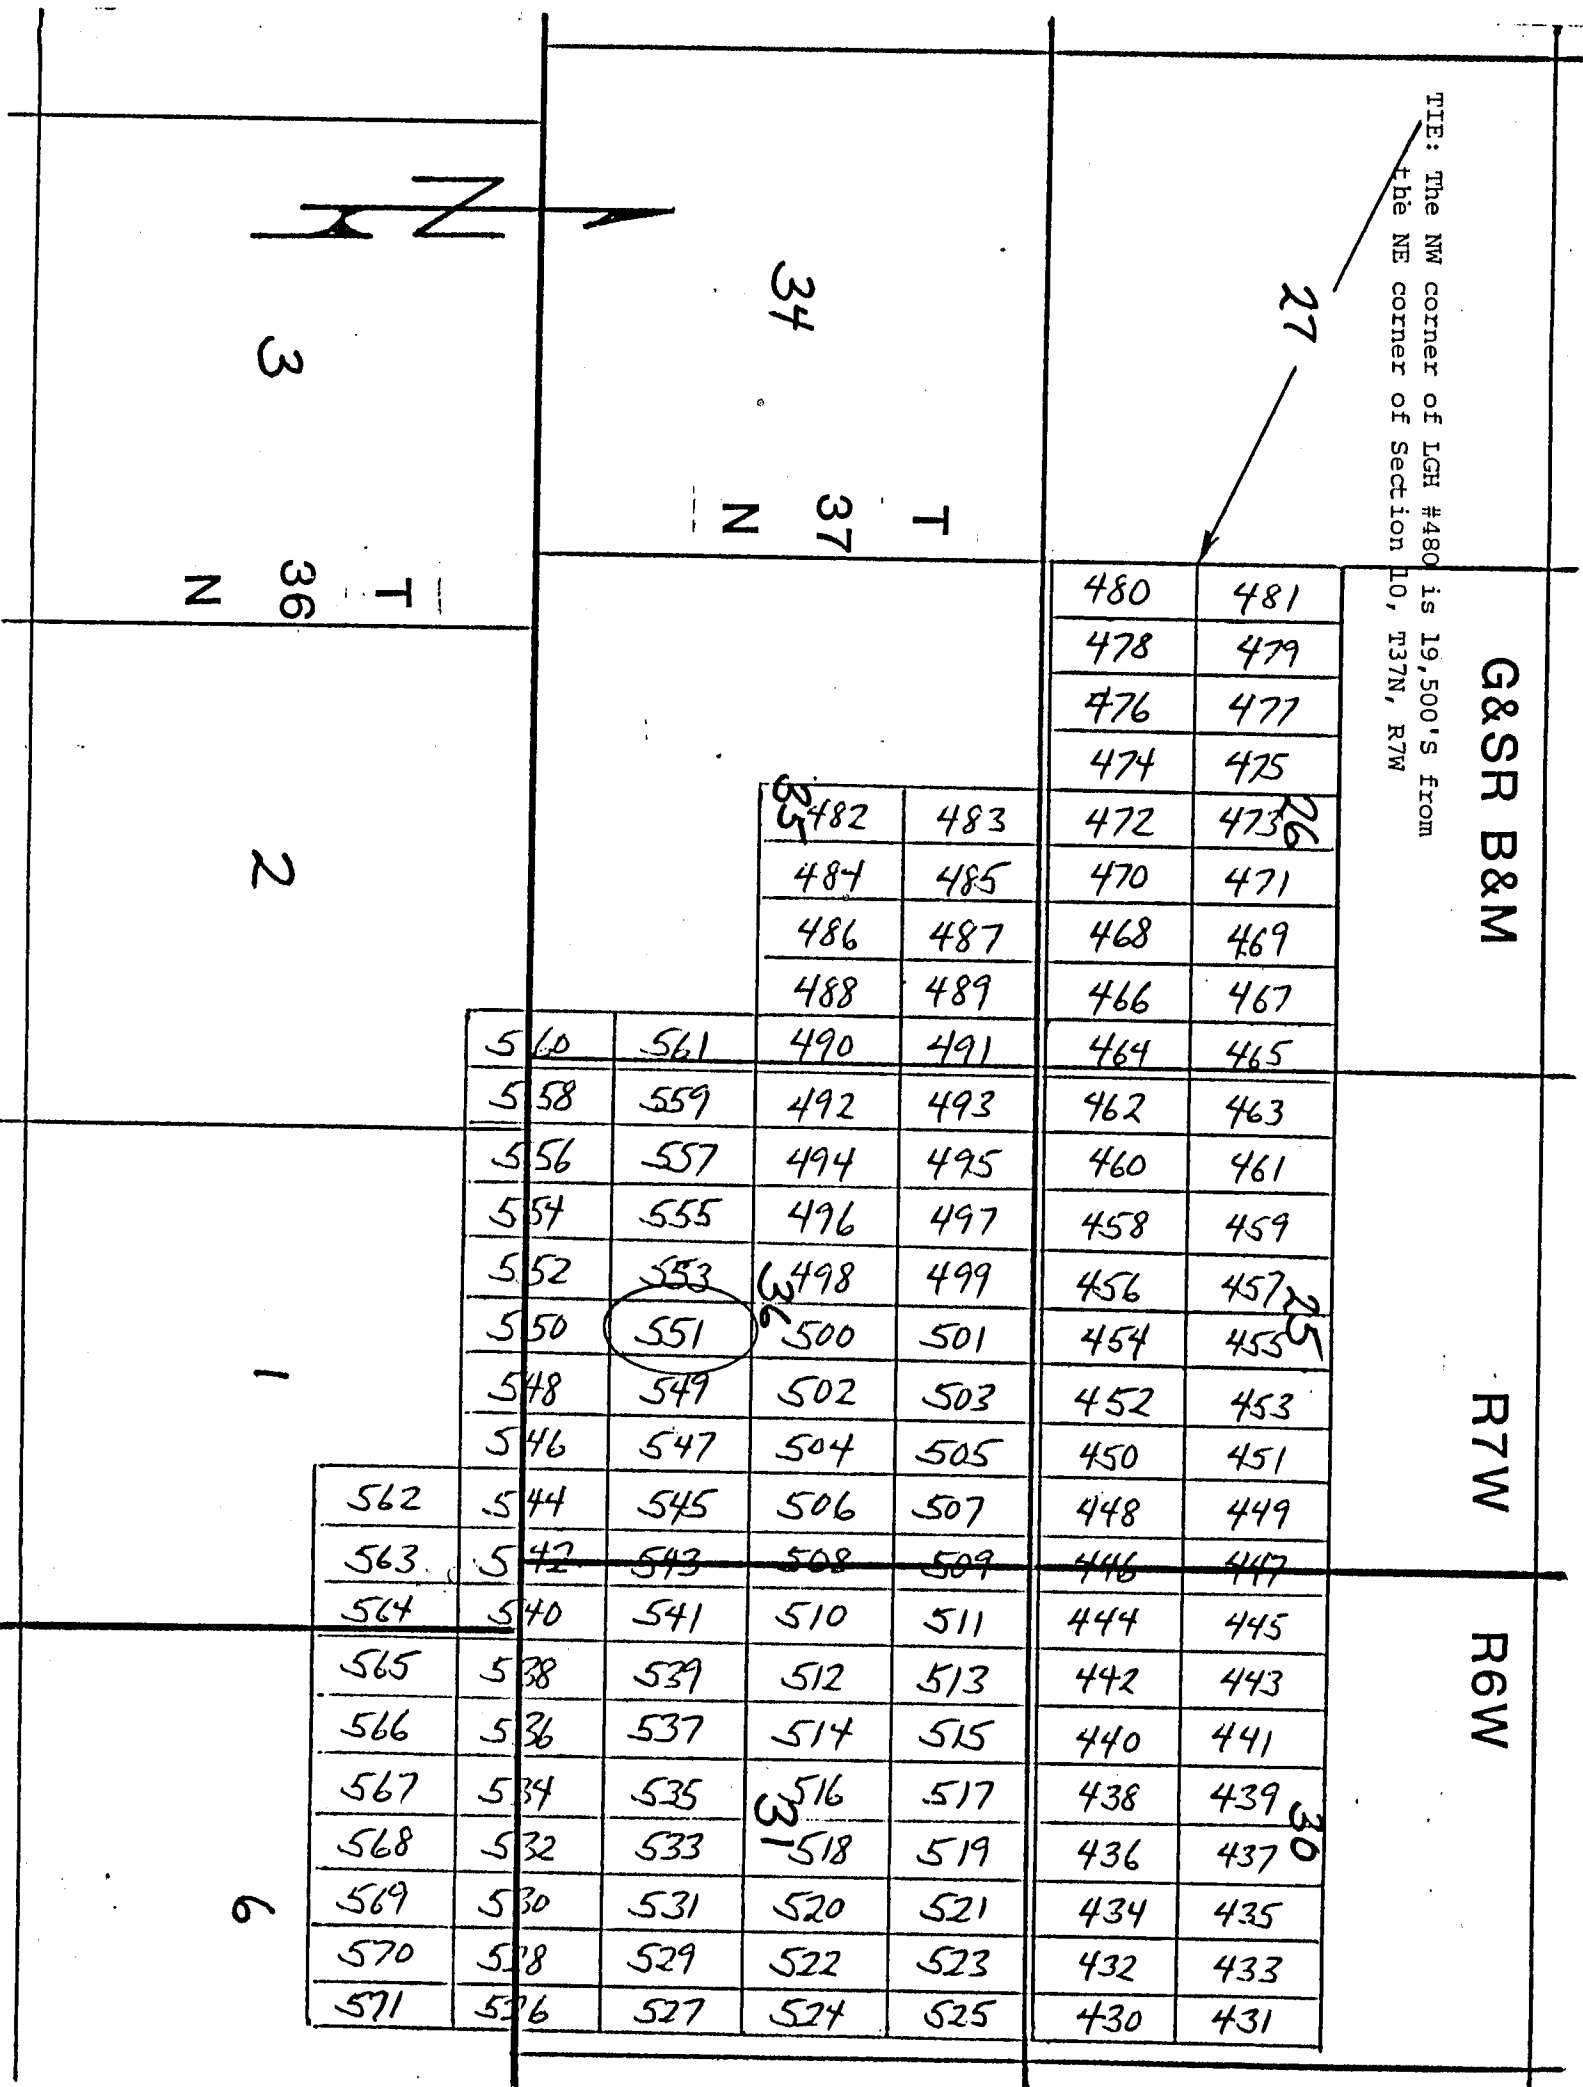 G&SR B&M
R7W
R6W
TIE: The NW corner of LGH #480 is 19,500'S from
the NE corner of Section 10, T37N, R7W
27
26
25
30
34
35
36
31
3
2
1
6
T
37
N
T
36
N
N
480 481
478 479
476 477
474 475
482 483 472 473
484 485 470 471
486 487 468 469
488 489 466 467
560 561 490 491 464 465
558 559 492 493 462 463
556 557 494 495 460 461
554 555 496 497 458 459
552 553 498 499 456 457
550 551 500 501 454 455
548 549 502 503 452 453
546 547 504 505 450 451
562 544 545 506 507 448 449
563 542 543 508 509 446 447
564 540 541 510 511 444 445
565 538 539 512 513 442 443
566 536 537 514 515 440 441
567 534 535 516 517 438 439
568 532 533 518 519 436 437
569 530 531 520 521 434 435
570 528 529 522 523 432 433
571 526 527 524 525 430 431